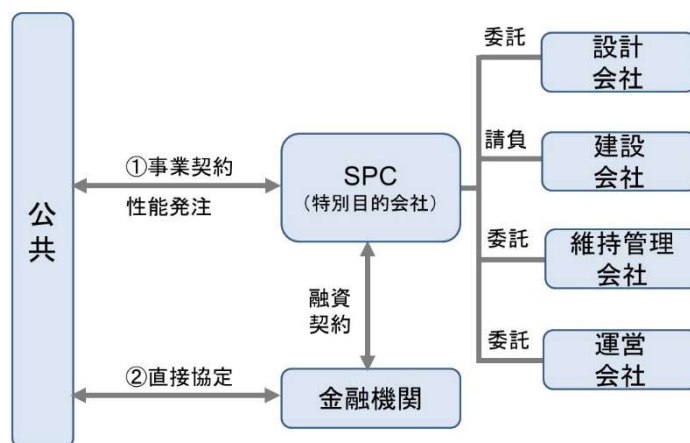 公共
①事業契約
性能発注
②直接協定
SPC
（特別目的会社）
融資
契約
金融機関
委託
設計
会社
請負
建設
会社
委託
維持管理
会社
委託
運営
会社